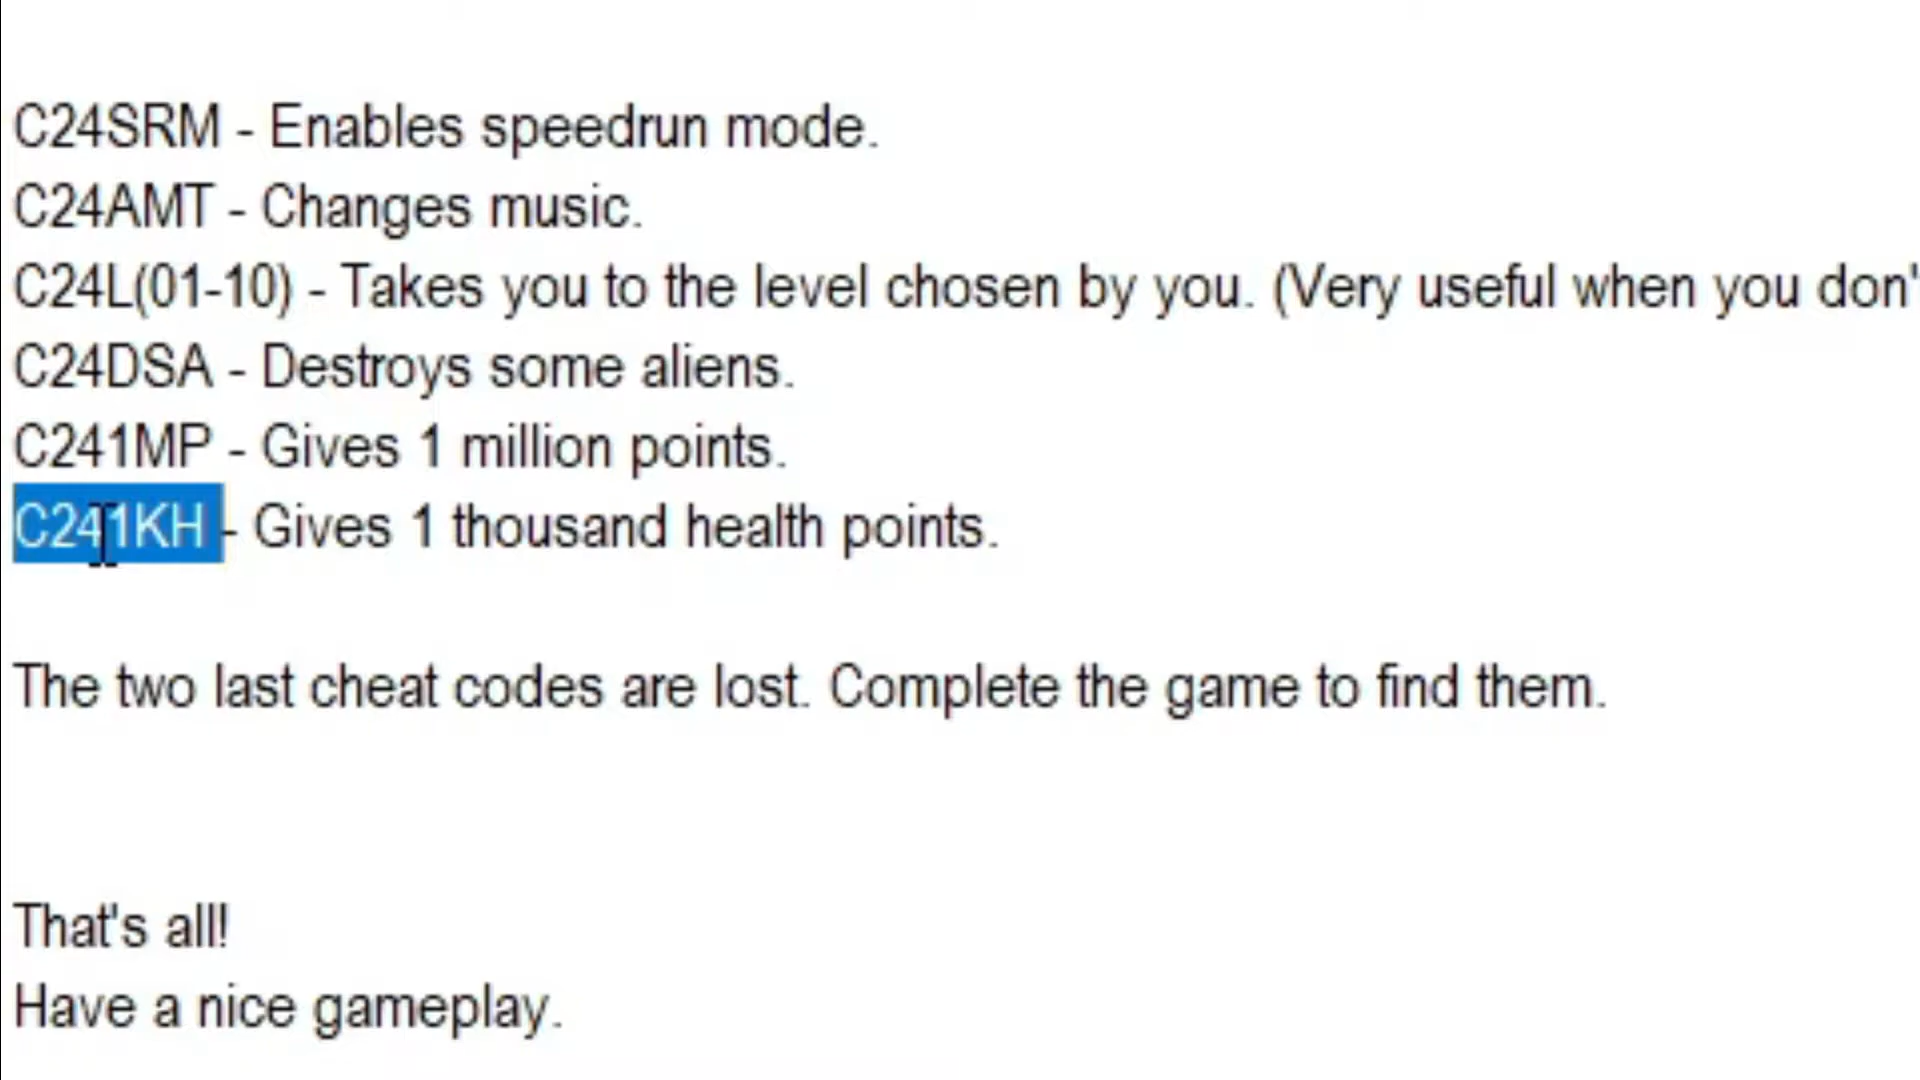 C24SRM - Enables speedrun mode.
C24AMT - Changes music.
C24L(01-10) - Takes you to the level chosen by you. (Very useful when you don'
C24DSA - Destroys some aliens.
C241MP - Gives 1 million points.
C241KH - Gives 1 thousand health points.
The two last cheat codes are lost. Complete the game to find them.
That's all!
Have a nice gameplay.